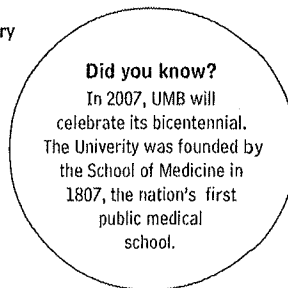 ry
Did you know?
In 2007, UMB will
celebrate its bicentennial.
The Univerity was founded by
the School of Medicine in
1807, the nation's first
public medical
school.